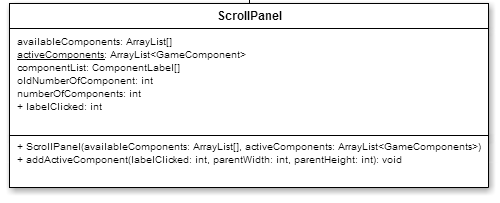 ScrollPanel
availableComponents: ArrayList[]
activeComponents: ArrayList<GameComponent>
componentList: ComponentLabel[]
oldNumberOfComponent: int
numberOfComponents: int
+ labelClicked: int
+ ScrollPanel(availableComponents: ArrayList[], activeComponents: ArrayList<GameComponents>)
+ addActiveComponent(labelClicked: int, parentWidth: int, parentHeight: int): void